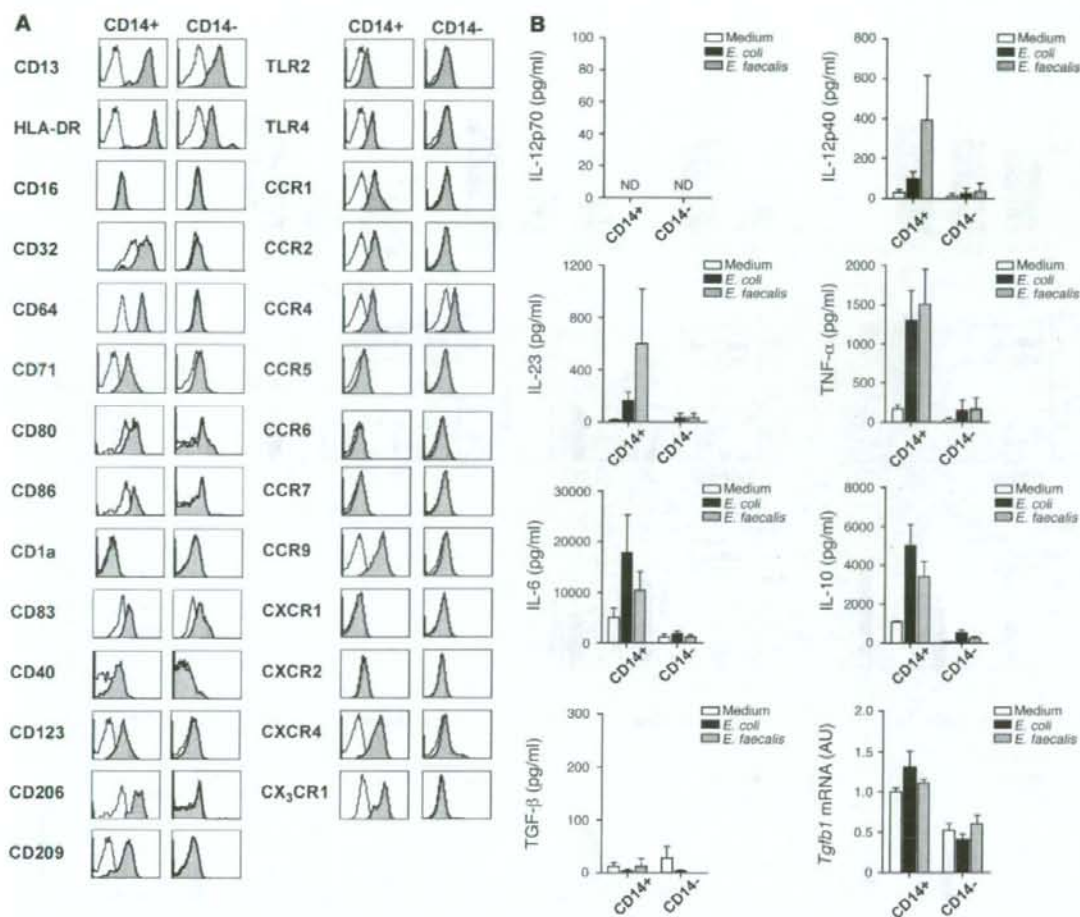 A
CD14+ CD14-
CD13
HLA-DR
CD16
CD32
CD64
CD71
CD80
CD86
CD1a
CD83
CD40
CD123
CD206
CD209
CD14+ CD14-
TLR2
TLR4
CCR1
CCR2
CCR4
CCR5
CCR6
CCR7
CCR9
CXCR1
CXCR2
CXCR4
CX₃CR1
B
IL-12p70 (pg/ml)
100
80
60
40
20
0
ND ND
CD14+ CD14-
Medium
E. coli
E. faecalis
IL-12p40 (pg/ml)
800
600
400
200
0
CD14+ CD14-
Medium
E. coli
E. faecalis
IL-23 (pg/ml)
1200
800
400
0
CD14+ CD14-
Medium
E. coli
E. faecalis
TNF-α (pg/ml)
2000
1500
1000
500
0
CD14+ CD14-
Medium
E. coli
E. faecalis
IL-6 (pg/ml)
30000
20000
10000
0
CD14+ CD14-
Medium
E. coli
E. faecalis
IL-10 (pg/ml)
8000
6000
4000
2000
0
CD14+ CD14-
Medium
E. coli
E. faecalis
TGF-β (pg/ml)
300
200
100
0
CD14+ CD14-
Medium
E. coli
E. faecalis
Tgfb1 mRNA (AU)
2.0
1.5
1.0
0.5
0
CD14+ CD14-
Medium
E. coli
E. faecalis